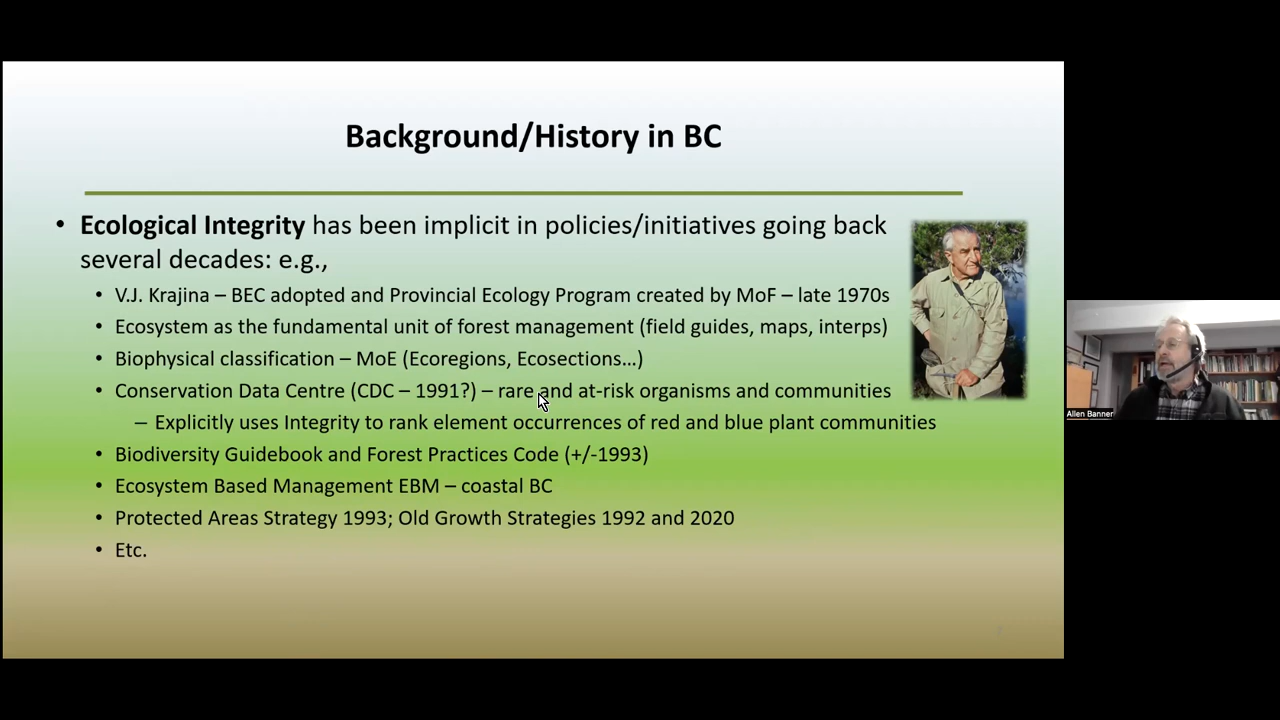 Background/History in BC
• Ecological Integrity has been implicit in policies/initiatives going back
several decades: e.g.,
• V.J. Krajina – BEC adopted and Provincial Ecology Program created by MoF – late 1970s
• Ecosystem as the fundamental unit of forest management (field guides, maps, interps)
• Biophysical classification – MoE (Ecoregions, Ecosections...)
• Conservation Data Centre (CDC – 1991?) – rare and at-risk organisms and communities
– Explicitly uses Integrity to rank element occurrences of red and blue plant communities
• Biodiversity Guidebook and Forest Practices Code (+/-1993)
• Ecosystem Based Management EBM – coastal BC
• Protected Areas Strategy 1993; Old Growth Strategies 1992 and 2020
• Etc.
Allen Banner